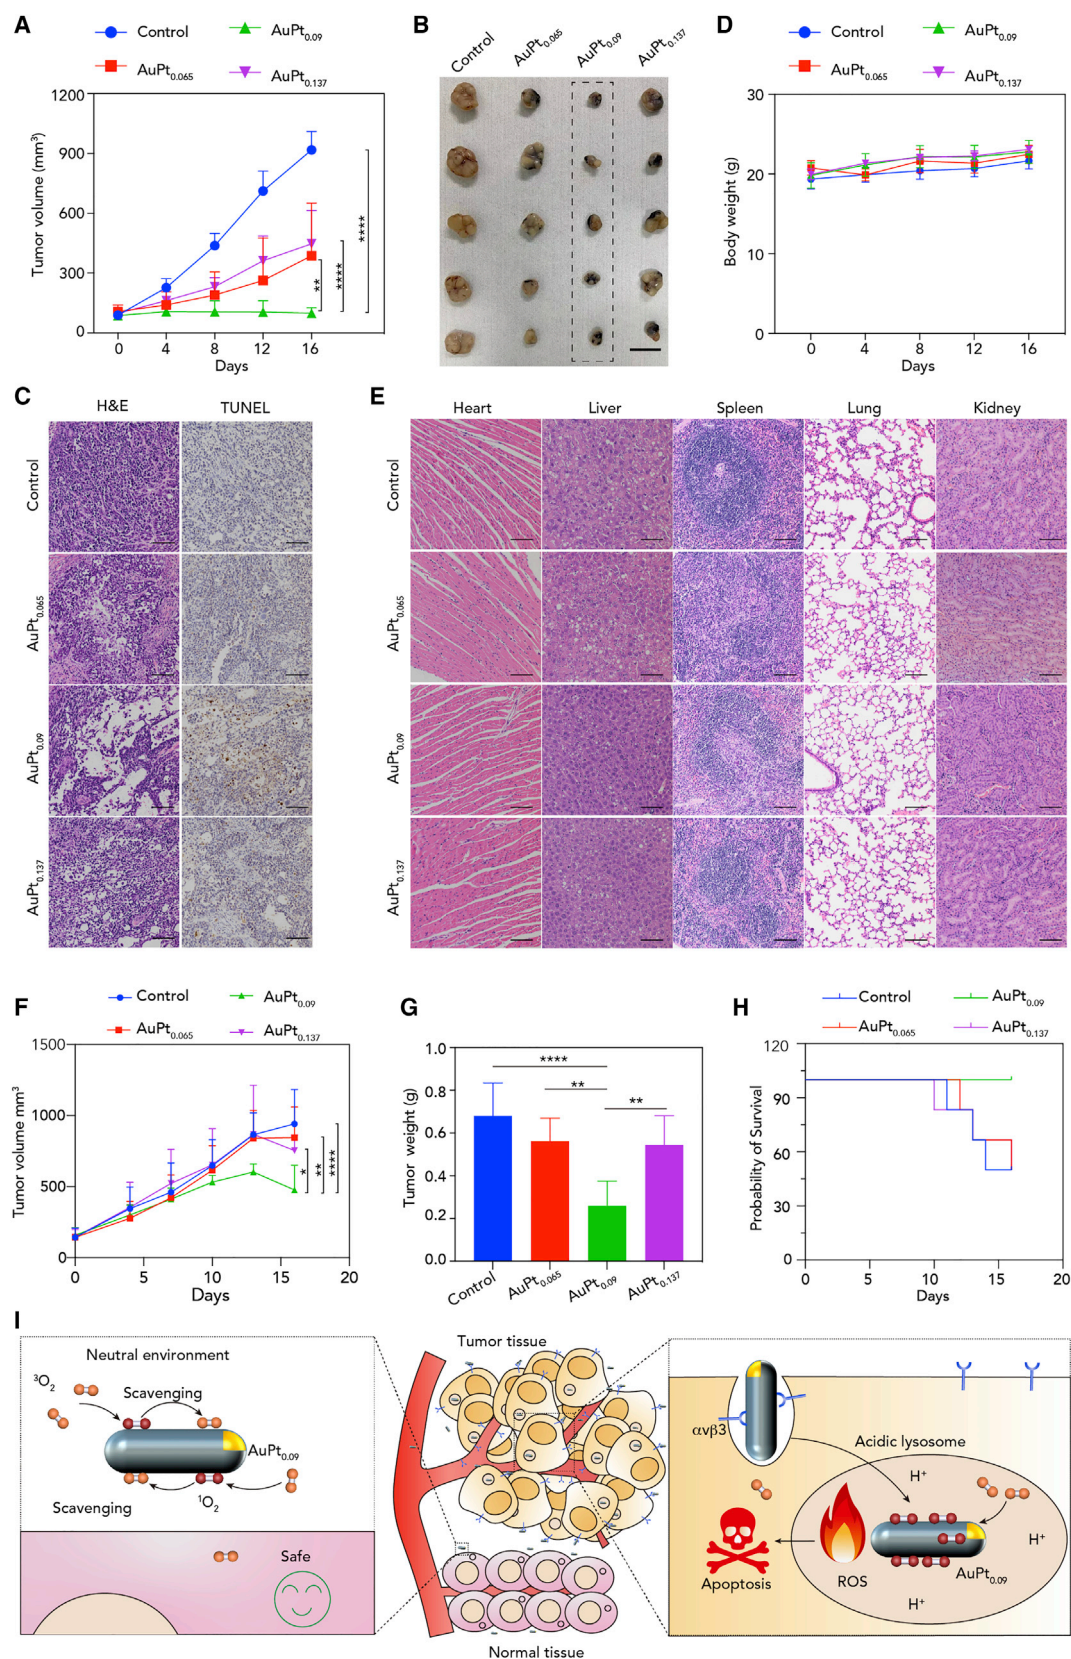 A
Control
AuPt0.09
AuPt0.065
AuPt0.137
Tumor volume (mm³)
1200
900
600
300
0
0 4 8 12 16
Days
**
****
****
B
Control
AuPt0.065
AuPt0.09
AuPt0.137
D
Control
AuPt0.09
AuPt0.065
AuPt0.137
Body weight (g)
30
20
10
0
0 4 8 12 16
Days
C
H&E TUNEL
Control
AuPt0.065
AuPt0.09
AuPt0.137
E
Heart Liver Spleen Lung Kidney
Control
AuPt0.065
AuPt0.09
AuPt0.137
F
Control
AuPt0.09
AuPt0.065
AuPt0.137
Tumor volume mm³
1500
1000
500
0
0 5 10 15 20
Days
*
**
****
G
Tumor weight (g)
1.0
0.8
0.6
0.4
0.2
0.0
****
**
**
Control
AuPt0.065
AuPt0.09
AuPt0.137
H
Control
AuPt0.09
AuPt0.065
AuPt0.137
Probability of Survival
120
90
60
30
0
0 5 10 15 20
Days
I
Neutral environment
³O₂
Scavenging
AuPt0.09
¹O₂
Scavenging
Safe
Tumor tissue
Normal tissue
αvβ3
Acidic lysosome
H⁺
H⁺
H⁺
ROS
AuPt0.09
Apoptosis